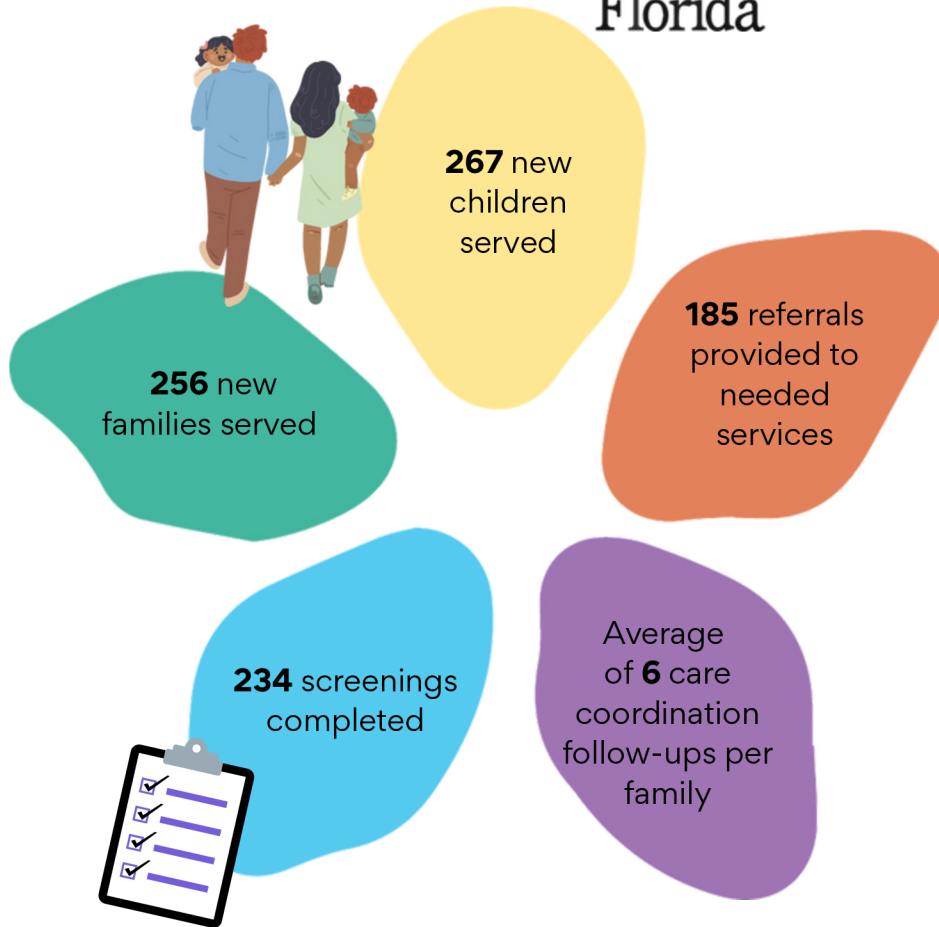 Florida
267 new
children
served
185 referrals
provided to
needed
services
256 new
families served
234 screenings
completed
Average
of 6 care
coordination
follow-ups per
family